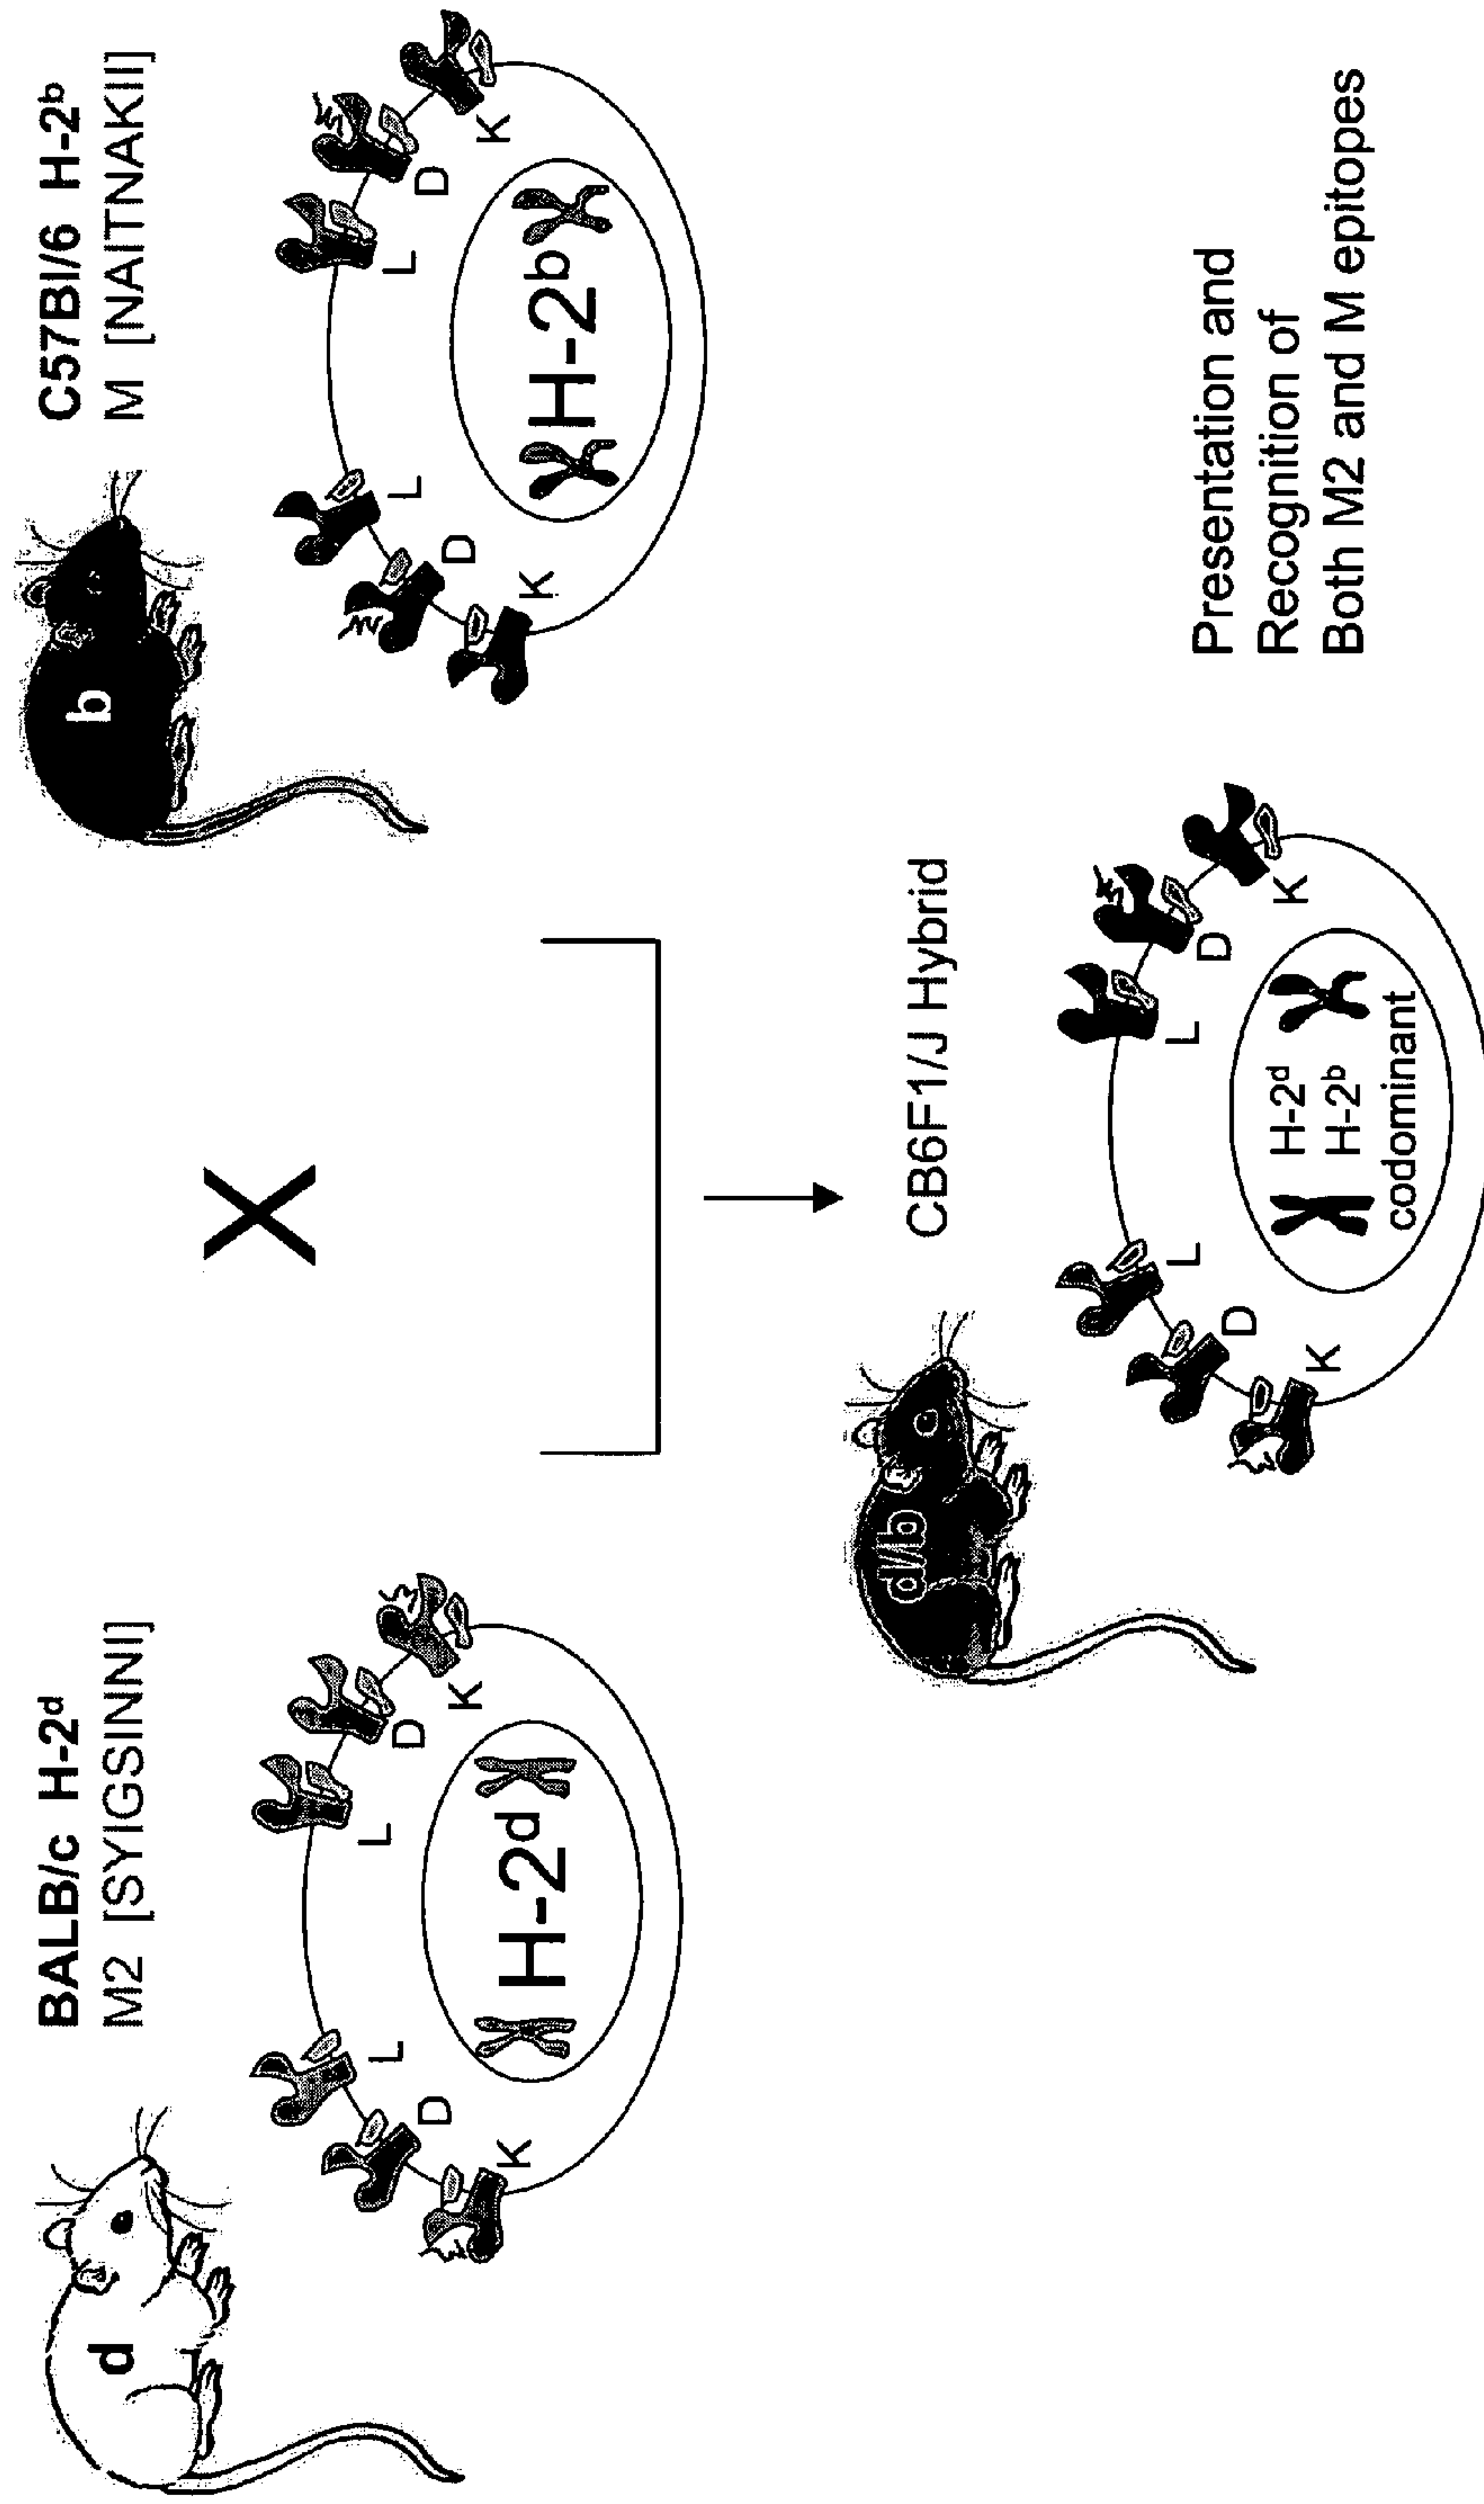 BALB/c H-2ᵈ
M2 [SYIGSINNI]
d
L
L
D
D
K
K
H-2ᵈ
X
C57Bl/6 H-2ᵇ
M [NAITNAKII]
b
L
L
D
D
K
K
H-2ᵇ
CB6F1/J Hybrid
d/b
L
L
D
D
K
K
H-2ᵈ
H-2ᵇ
codominant
Presentation and
Recognition of
Both M2 and M epitopes